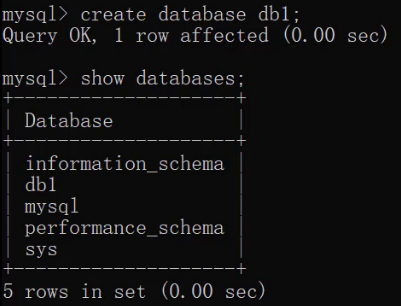 mysql> create database db1;
Query OK, 1 row affected (0.00 sec)
mysql> show databases;
+--------------------+
| Database           |
+--------------------+
| information_schema |
| db1                |
| mysql              |
| performance_schema |
| sys                |
+--------------------+
5 rows in set (0.00 sec)